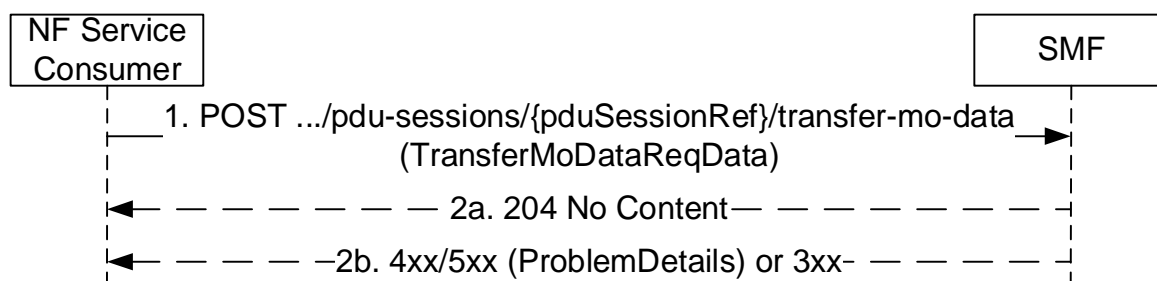 NF Service
Consumer
SMF
1. POST .../pdu-sessions/{pduSessionRef}/transfer-mo-data
(TransferMoDataReqData)
2a. 204 No Content
2b. 4xx/5xx (ProblemDetails) or 3xx